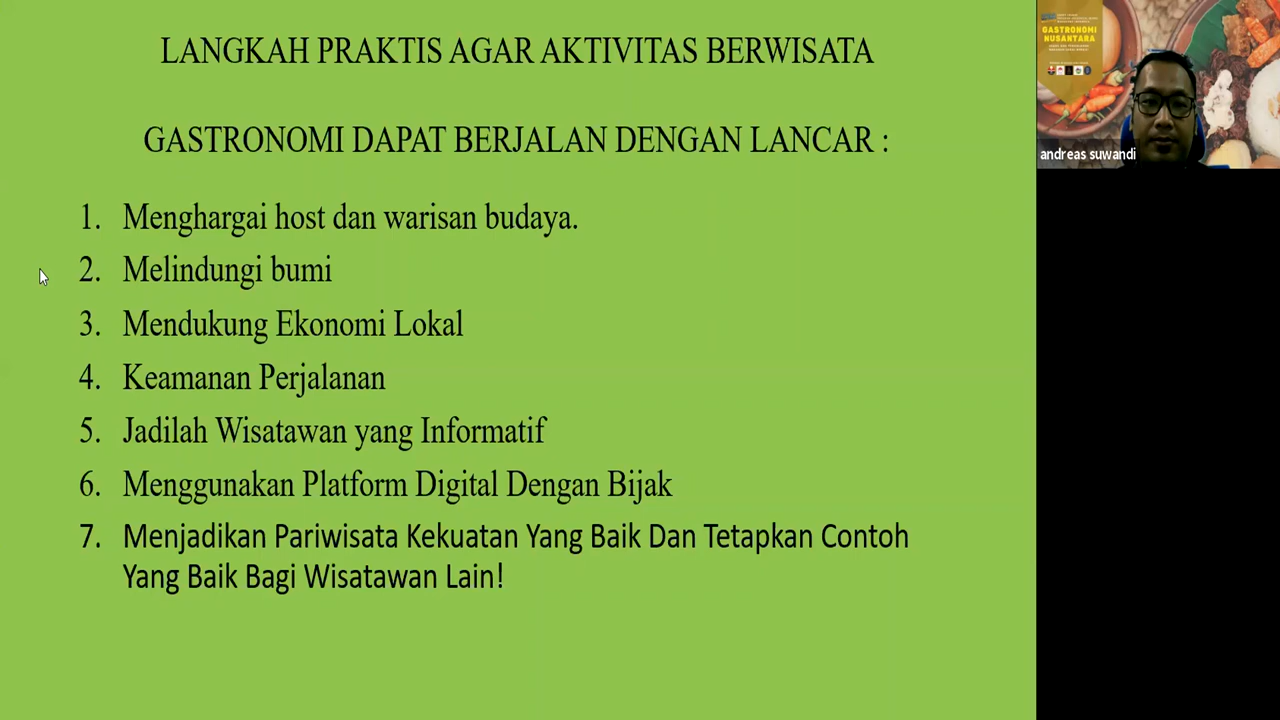 LANGKAH PRAKTIS AGAR AKTIVITAS BERWISATA
GASTRONOMI DAPAT BERJALAN DENGAN LANCAR :
1. Menghargai host dan warisan budaya.
2. Melindungi bumi
3. Mendukung Ekonomi Lokal
4. Keamanan Perjalanan
5. Jadilah Wisatawan yang Informatif
6. Menggunakan Platform Digital Dengan Bijak
7. Menjadikan Pariwisata Kekuatan Yang Baik Dan Tetapkan Contoh
Yang Baik Bagi Wisatawan Lain!
GASTRONOMI
NUSANTARA
andreas suwandi